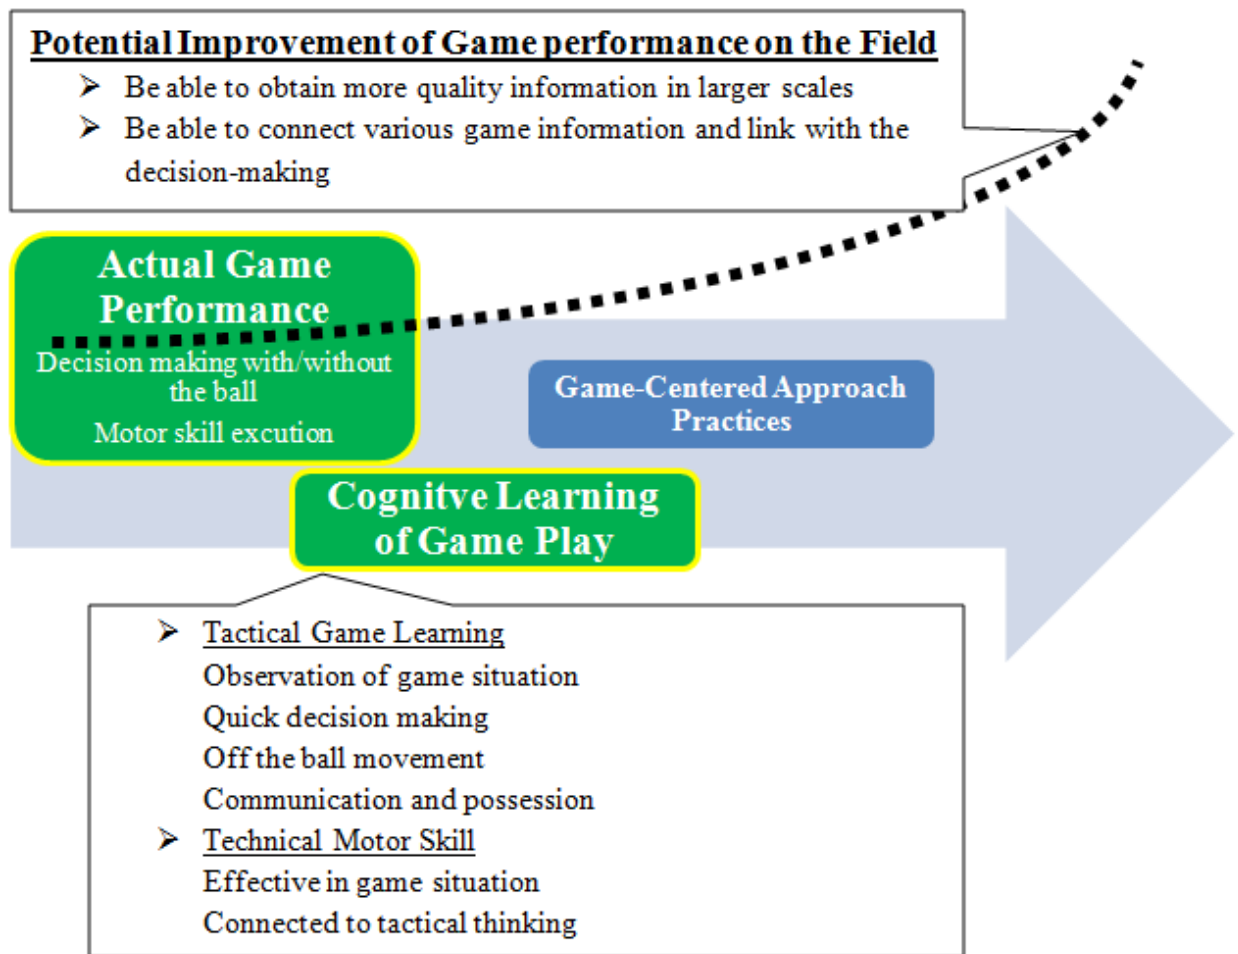 Potential Improvement of Game performance on the Field
➢ Be able to obtain more quality information in larger scales
➢ Be able to connect various game information and link with the
decision-making
Actual Game
Performance
Decision making with/without
the ball
Motor skill excution
Game-Centered Approach
Practices
Cognitve Learning
of Game Play
➢ Tactical Game Learning
Observation of game situation
Quick decision making
Off the ball movement
Communication and possession
➢ Technical Motor Skill
Effective in game situation
Connected to tactical thinking